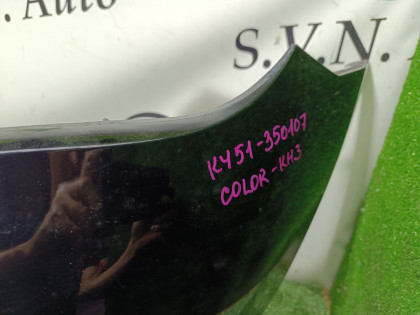 . Auto
S.V.N.
KY51-350107
COLOR-KH3